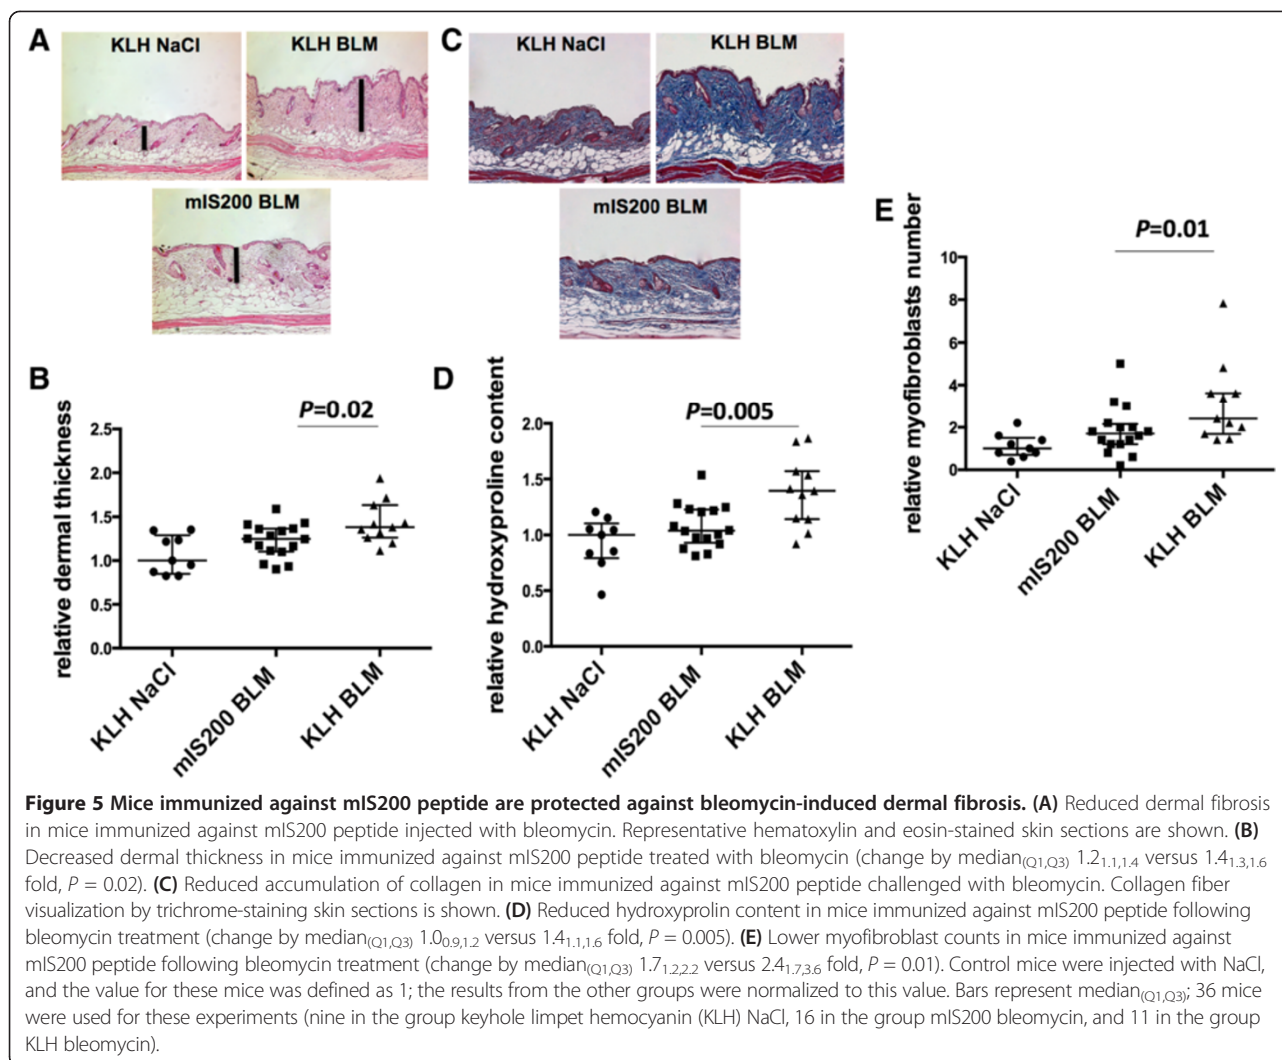 A
KLH NaCl
KLH BLM
mIS200 BLM
C
KLH NaCl
KLH BLM
mIS200 BLM
B
relative dermal thickness
P=0.02
2.5
2.0
1.5
1.0
0.5
0.0
KLH NaCl
mIS200 BLM
KLH BLM
D
relative hydroxyproline content
P=0.005
2.0
1.5
1.0
0.5
0.0
KLH NaCl
mIS200 BLM
KLH BLM
E
relative myofibroblasts number
P=0.01
10
8
6
4
2
0
KLH NaCl
mIS200 BLM
KLH BLM
Figure 5 Mice immunized against mIS200 peptide are protected against bleomycin-induced dermal fibrosis. (A) Reduced dermal fibrosis
in mice immunized against mIS200 peptide injected with bleomycin. Representative hematoxylin and eosin-stained skin sections are shown. (B)
Decreased dermal thickness in mice immunized against mIS200 peptide treated with bleomycin (change by median(Q1,Q3) 1.21.1,1.4 versus 1.41.3,1.6
fold, P = 0.02). (C) Reduced accumulation of collagen in mice immunized against mIS200 peptide challenged with bleomycin. Collagen fiber
visualization by trichrome-staining skin sections is shown. (D) Reduced hydroxyprolin content in mice immunized against mIS200 peptide following
bleomycin treatment (change by median(Q1,Q3) 1.00.9,1.2 versus 1.41.1,1.6 fold, P = 0.005). (E) Lower myofibroblast counts in mice immunized against
mIS200 peptide following bleomycin treatment (change by median(Q1,Q3) 1.71.2,2.2 versus 2.41.7,3.6 fold, P = 0.01). Control mice were injected with NaCl,
and the value for these mice was defined as 1; the results from the other groups were normalized to this value. Bars represent median(Q1,Q3); 36 mice
were used for these experiments (nine in the group keyhole limpet hemocyanin (KLH) NaCl, 16 in the group mIS200 bleomycin, and 11 in the group
KLH bleomycin).